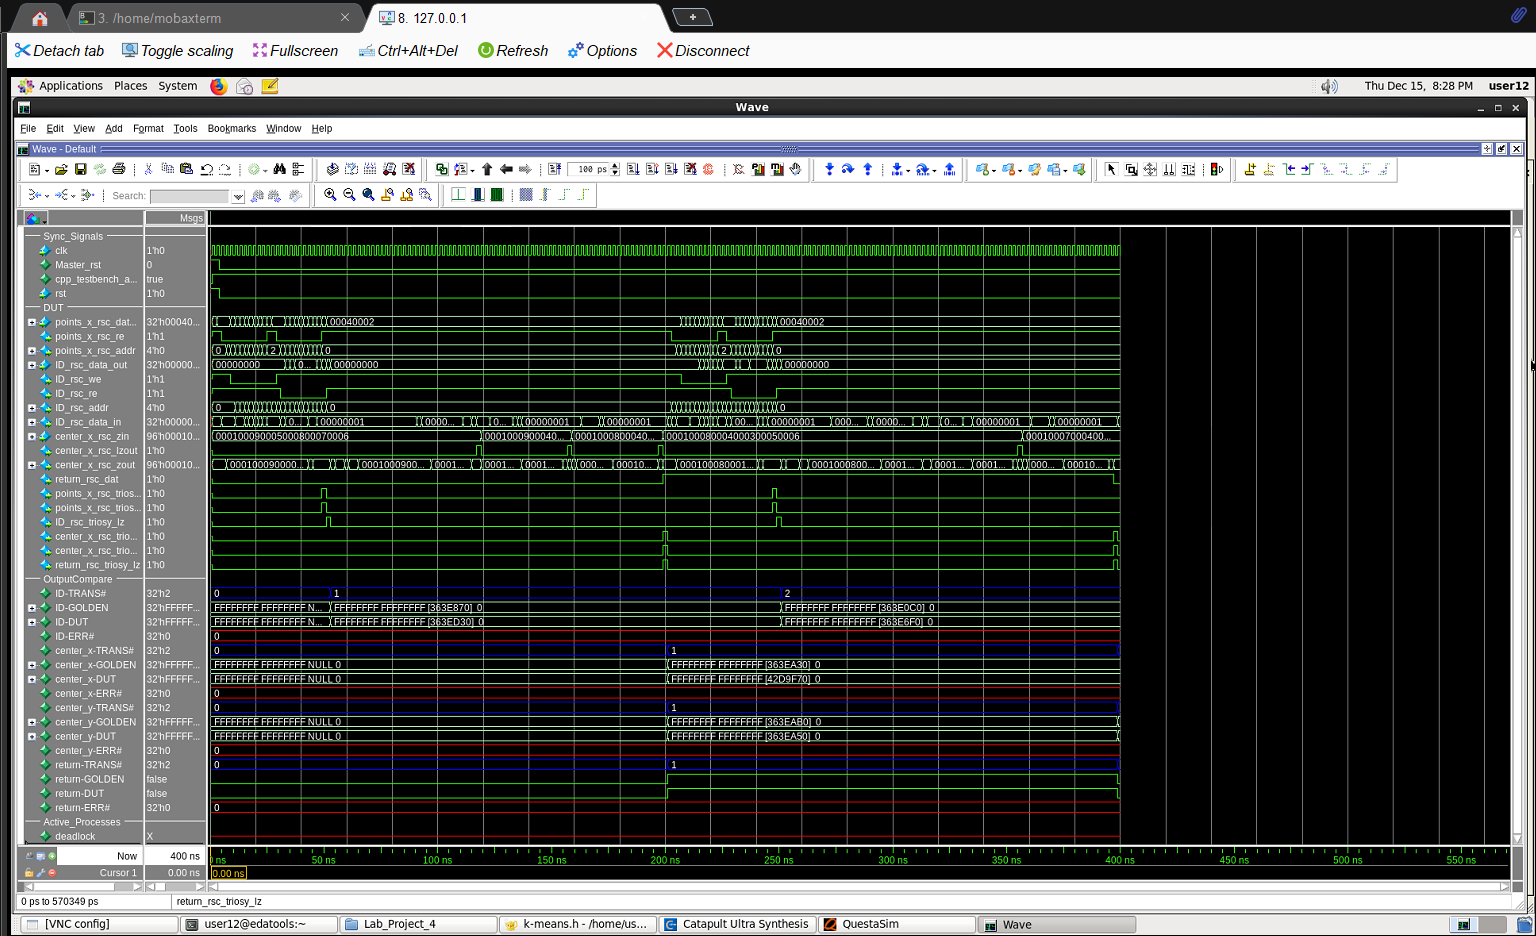 3. /home/mobaxterm
8. 127.0.0.1
Detach tab Toggle scaling Fullscreen Ctrl+Alt+Del Refresh Options Disconnect
Applications Places System Thu Dec 15, 8:28 PM user12
Wave
File Edit View Add Format Tools Bookmarks Window Help
Wave - Default
100 ps
Search:
Msgs
Sync_Signals
clk 1'h0
Master_rst 0
cpp_testbench_a... true
rst 1'h0
DUT
points_x_rsc_dat... 32'h00040... 00040002 00040002
points_x_rsc_re 1'h1
points_x_rsc_addr 4'h0 0 2 0 2 0
ID_rsc_data_out 32'h00000... 00000000 0... 00000000 00000000
ID_rsc_we 1'h1
ID_rsc_re 1'h1
ID_rsc_addr 4'h0 0 0 0
ID_rsc_data_in 32'h00000... 0... 00000001 0000... 0... 00000001 00000001 00... 00000001 000... 0000... 0... 00000001 00000001
center_x_rsc_zin 96'h00010... 000100090005000800070006 0001000900040... 0001000800040... 000100080004000300050006 000100070004000...
center_x_rsc_lzout 1'h0
center_x_rsc_zout 96'h00010... 000100090000... 0001000900... 0001... 0001... 0001... 000... 00010... 000100080001... 0001000800... 0001... 0001... 0001... 000... 00010...
return_rsc_dat 1'h0
points_x_rsc_trios... 1'h0
points_x_rsc_trios... 1'h0
ID_rsc_triosy_lz 1'h0
center_x_rsc_trio... 1'h0
center_x_rsc_trio... 1'h0
return_rsc_triosy_lz 1'h0
OutputCompare
ID-TRANS# 32'h2 0 1 2
ID-GOLDEN 32'hFFFFF... FFFFFFFF FFFFFFFF N... FFFFFFFF FFFFFFFF [363E870] 0 FFFFFFFF FFFFFFFF [363E0C0] 0
ID-DUT 32'hFFFFF... FFFFFFFF FFFFFFFF N... FFFFFFFF FFFFFFFF [363ED30] 0 FFFFFFFF FFFFFFFF [363E6F0] 0
ID-ERR# 32'h0 0
center_x-TRANS# 32'h2 0 1
center_x-GOLDEN 32'hFFFFF... FFFFFFFF FFFFFFFF NULL 0 FFFFFFFF FFFFFFFF [363EA30] 0
center_x-DUT 32'hFFFFF... FFFFFFFF FFFFFFFF NULL 0 FFFFFFFF FFFFFFFF [42D9F70] 0
center_x-ERR# 32'h0 0
center_y-TRANS# 32'h2 0 1
center_y-GOLDEN 32'hFFFFF... FFFFFFFF FFFFFFFF NULL 0 FFFFFFFF FFFFFFFF [363EAB0] 0
center_y-DUT 32'hFFFFF... FFFFFFFF FFFFFFFF NULL 0 FFFFFFFF FFFFFFFF [363EA50] 0
center_y-ERR# 32'h0 0
return-TRANS# 32'h2 0 1
return-GOLDEN false
return-DUT false
return-ERR# 32'h0 0
Active_Processes
deadlock X
Now 400 ns ns 50 ns 100 ns 150 ns 200 ns 250 ns 300 ns 350 ns 400 ns 450 ns 500 ns 550 ns
Cursor 1 0.00 ns 0.00 ns
0 ps to 570349 ps return_rsc_triosy_lz
[VNC config] user12@edatools:~ Lab_Project_4 k-means.h - /home/us... Catapult Ultra Synthesis QuestaSim Wave